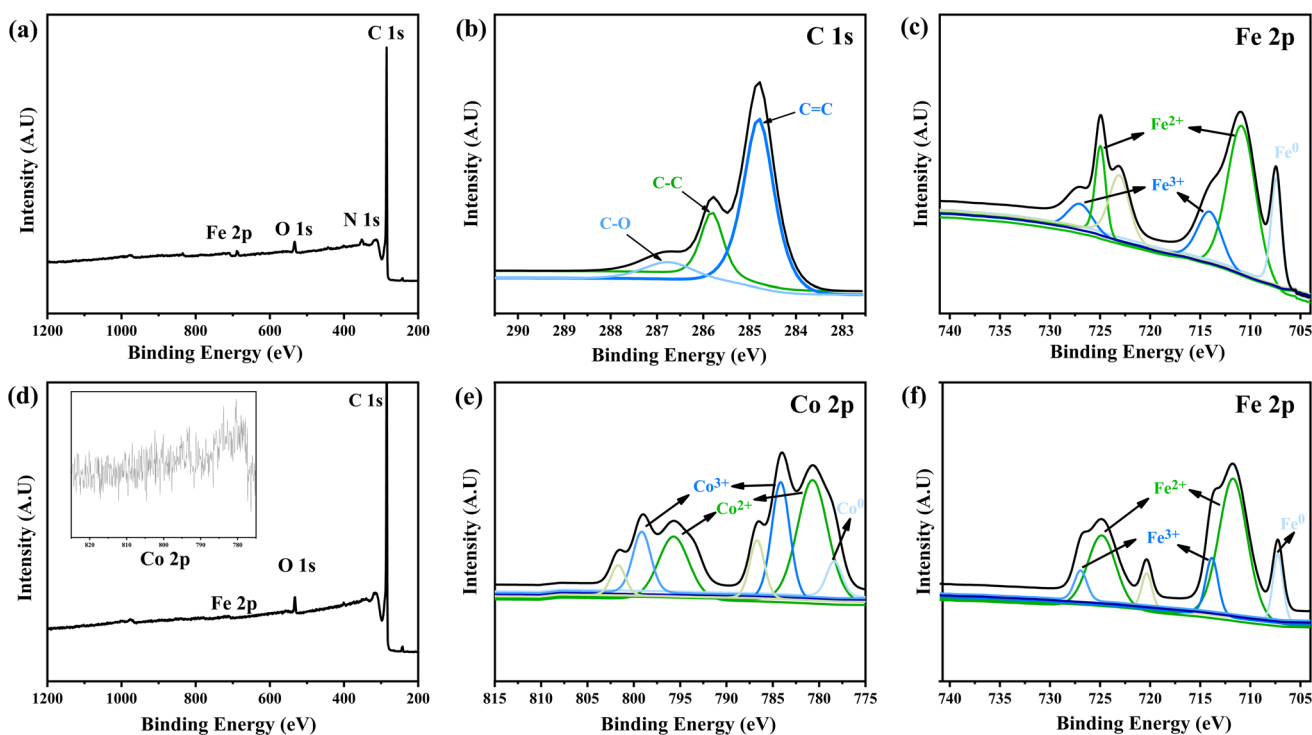 (a)
C 1s
N 1s
O 1s
Fe 2p
Intensity (A.U)
1200 1000 800 600 400 200
Binding Energy (eV)
(b)
C 1s
C=C
C-C
C-O
Intensity (A.U)
290 289 288 287 286 285 284 283
Binding Energy (eV)
(c)
Fe 2p
Fe2+
Fe0
Fe3+
Intensity (A.U)
740 730 725 720 715 710 705
Binding Energy (eV)
(d)
C 1s
820 810 800 790 780
Co 2p
O 1s
Fe 2p
Intensity (A.U)
1200 1000 800 600 400 200
Binding Energy (eV)
(e)
Co 2p
Co3+
Co2+
Co0
Intensity (A.U)
815 810 805 800 795 790 785 780 775
Binding Energy (eV)
(f)
Fe 2p
Fe2+
Fe3+
Fe0
Intensity (A.U)
740 730 725 720 715 710 705
Binding Energy (eV)